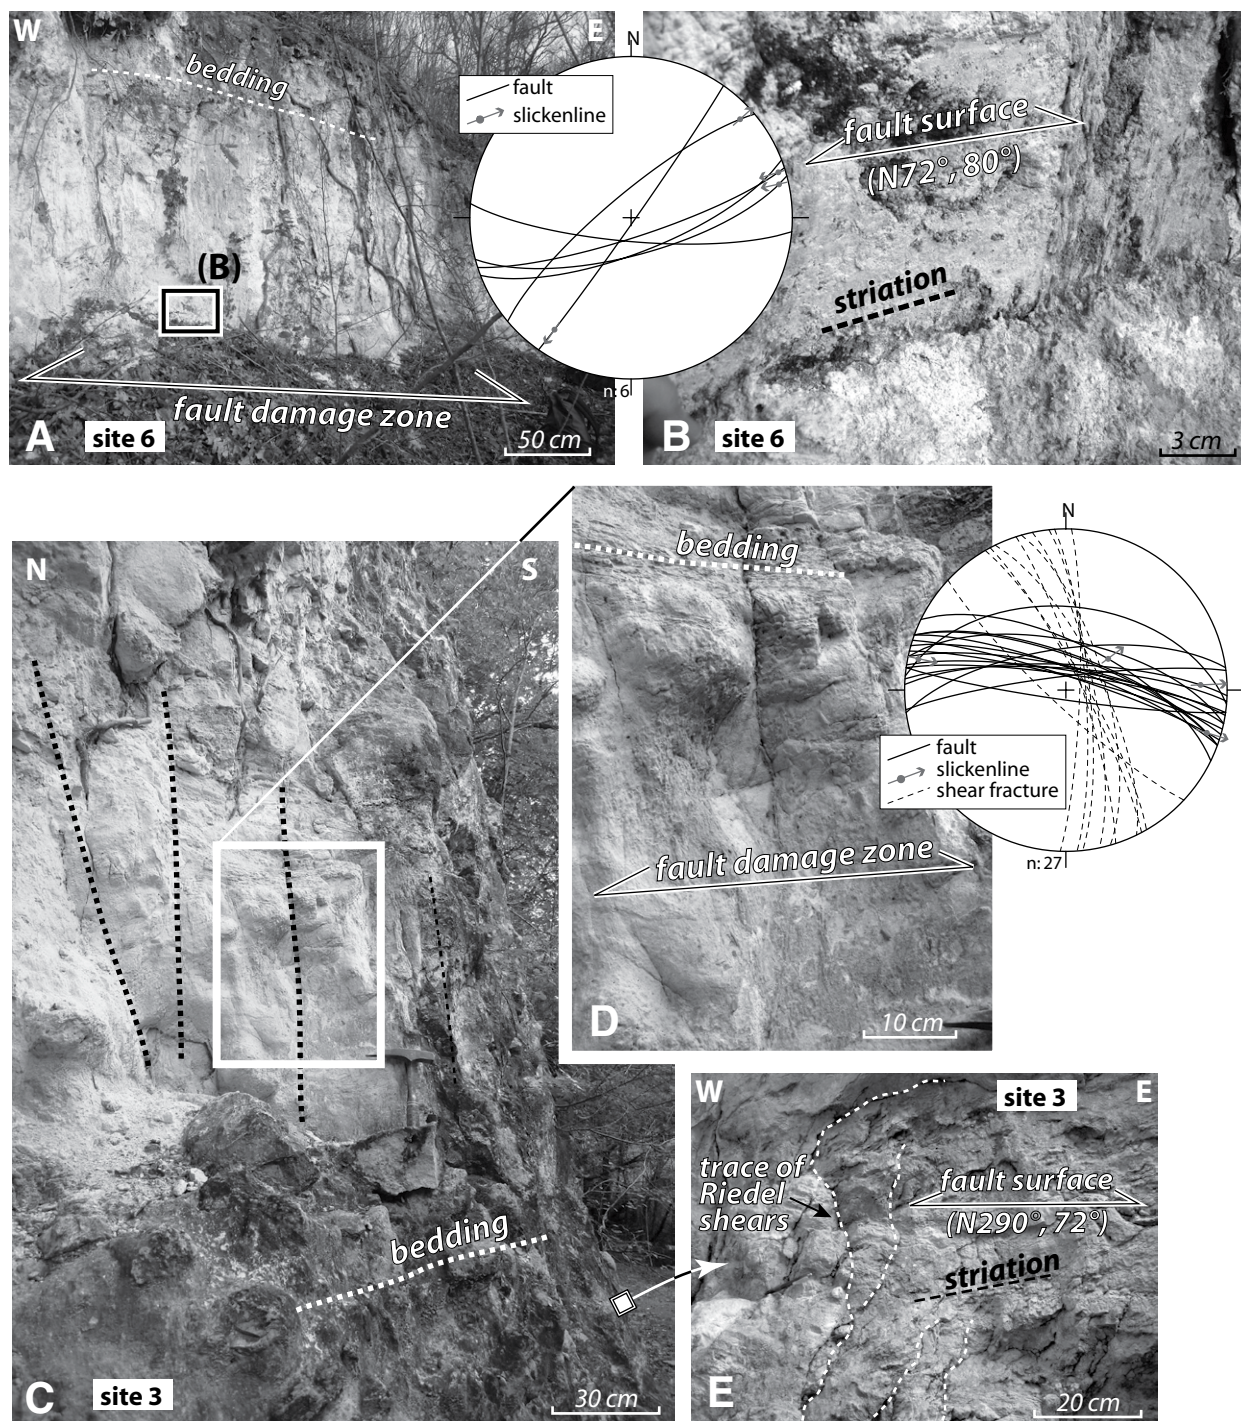 W
E
bedding
(B)
fault damage zone
A
site 6
50 cm
N
fault
slickenline
n: 6
fault surface
(N72°, 80°)
striation
B
site 6
3 cm
N
S
bedding
C
site 3
30 cm
bedding
fault damage zone
D
10 cm
N
fault
slickenline
shear fracture
n: 27
W
site 3
E
trace of
Riedel
shears
fault surface
(N290°, 72°)
striation
E
20 cm